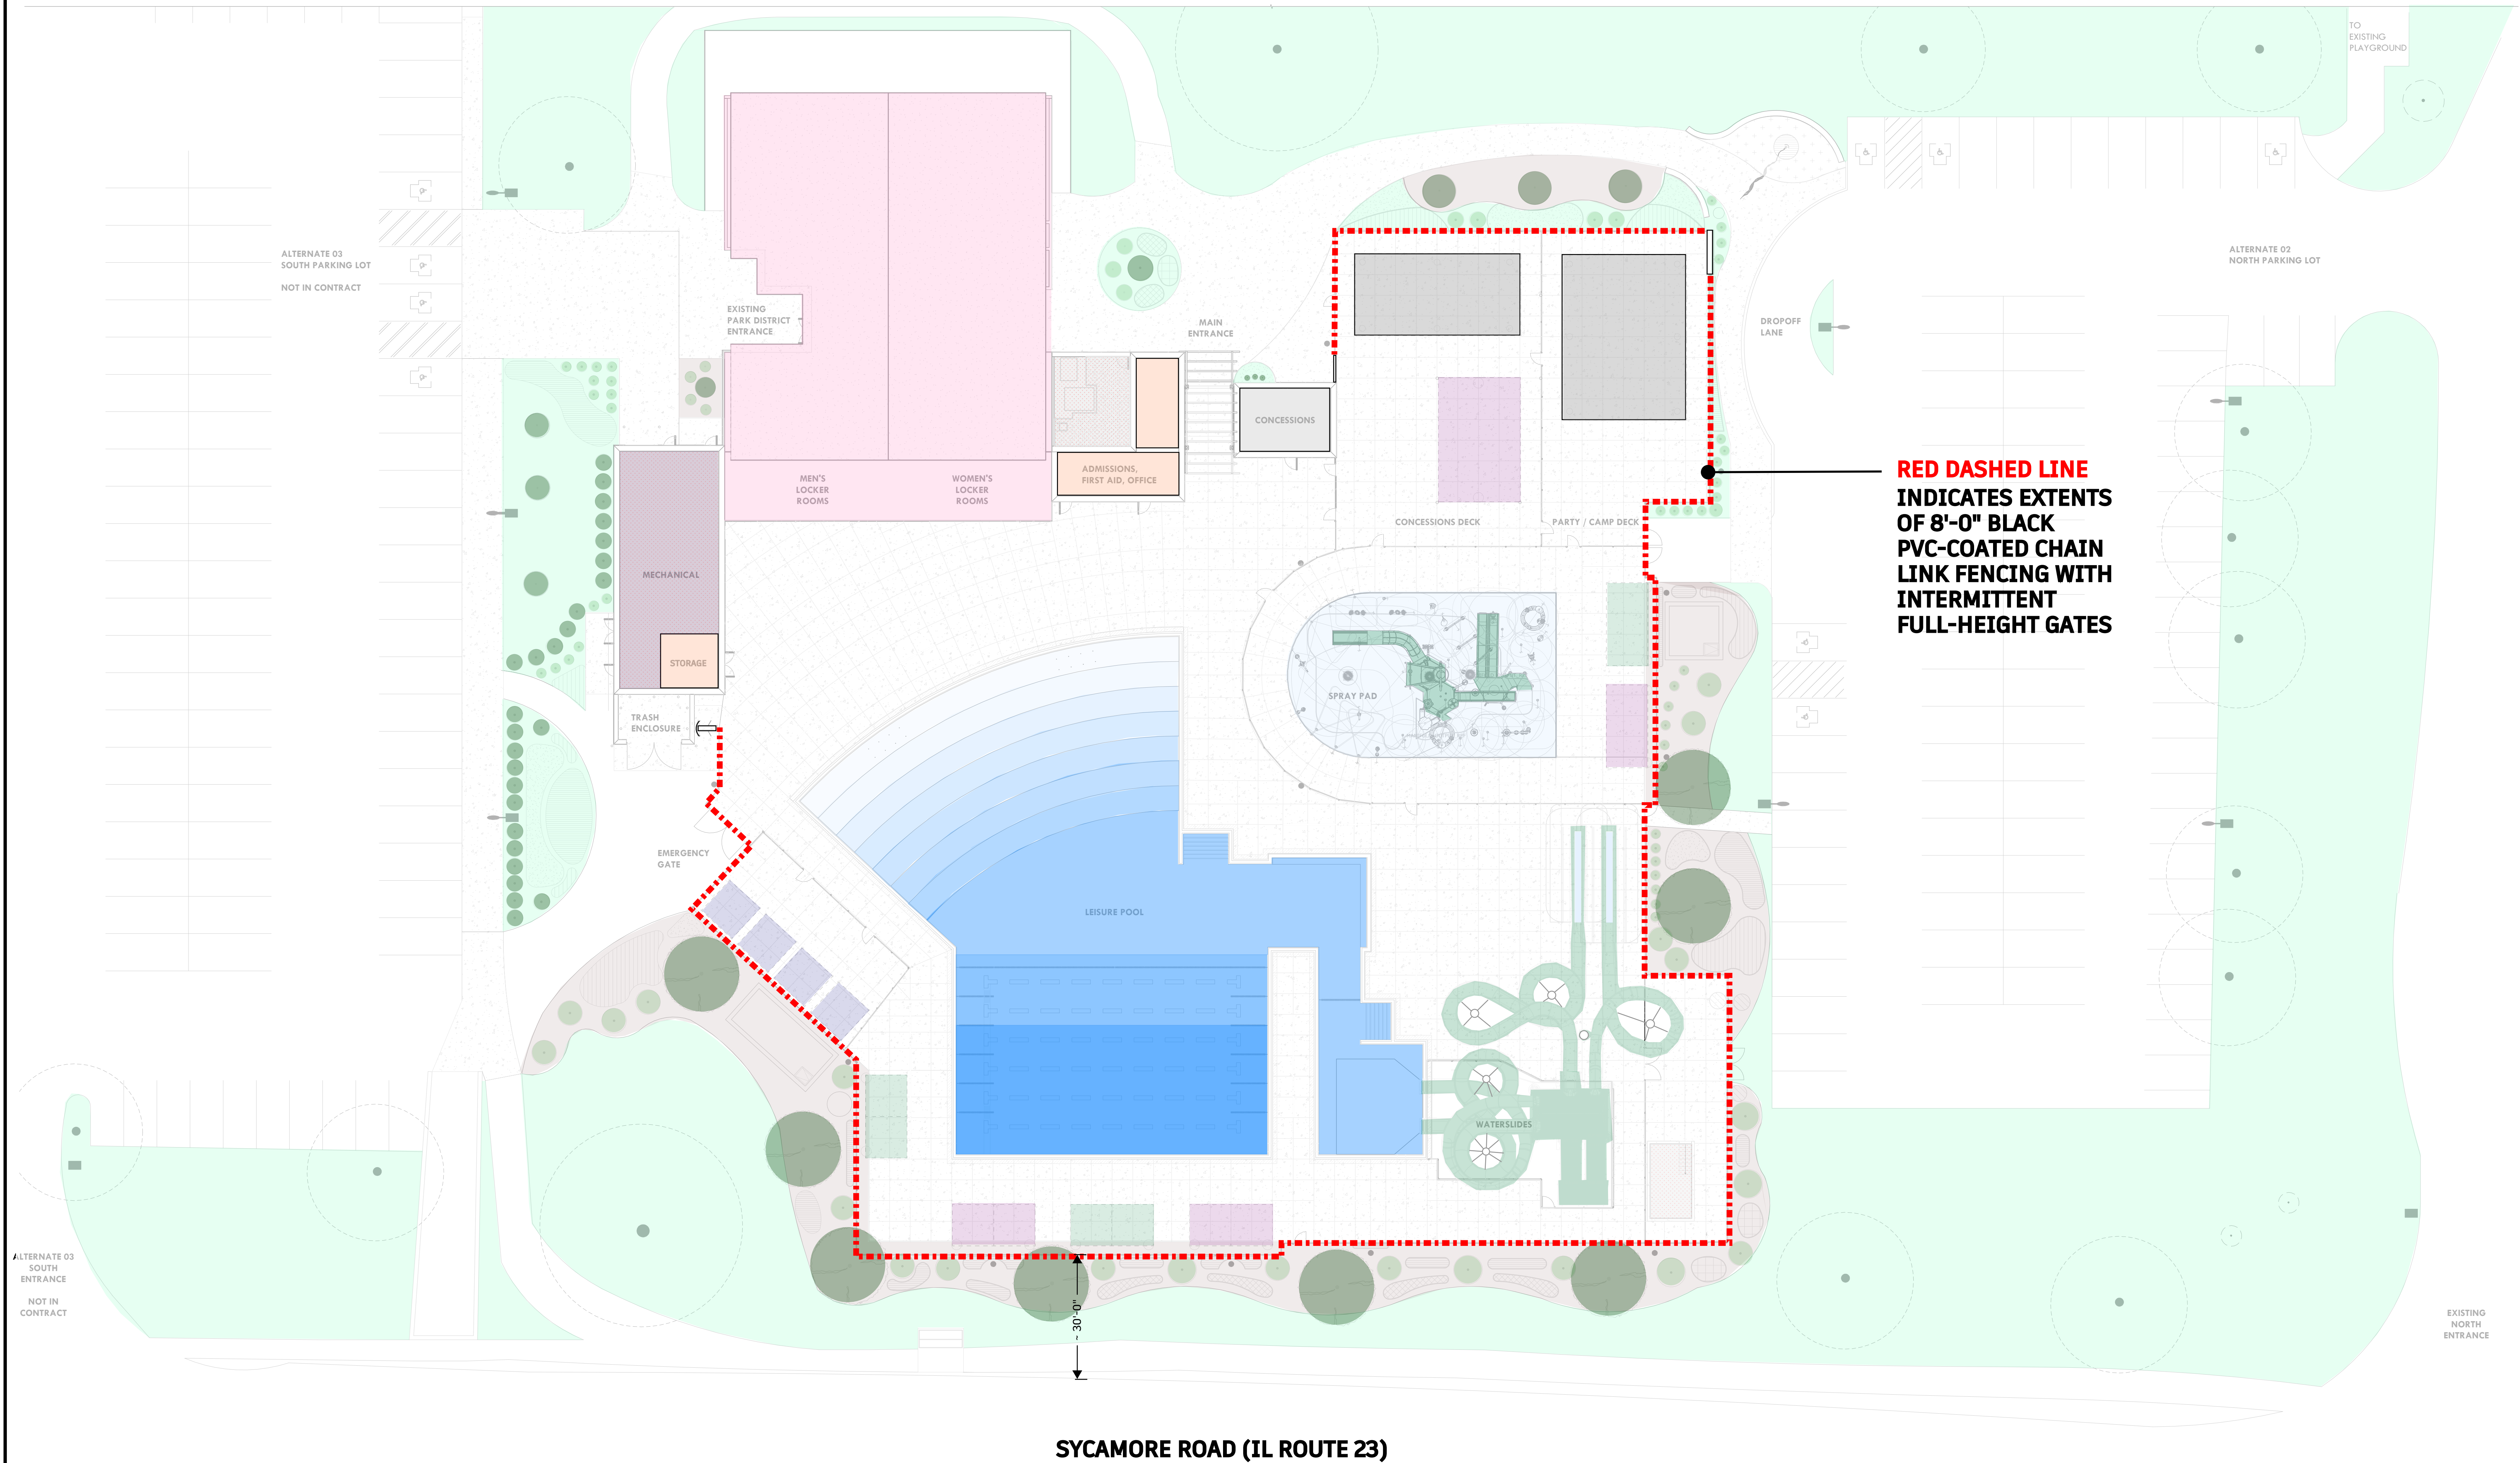 TO
EXISTING
PLAYGROUND
ALTERNATE 03
SOUTH PARKING LOT
NOT IN CONTRACT
ALTERNATE 02
NORTH PARKING LOT
EXISTING
PARK DISTRICT
ENTRANCE
MAIN
ENTRANCE
DROPOFF
LANE
CONCESSIONS
MEN'S
LOCKER
ROOMS
WOMEN'S
LOCKER
ROOMS
ADMISSIONS,
FIRST AID, OFFICE
RED DASHED LINE
INDICATES EXTENTS
OF 8'-0" BLACK
PVC-COATED CHAIN
LINK FENCING WITH
INTERMITTENT
FULL-HEIGHT GATES
CONCESSIONS DECK
PARTY / CAMP DECK
MECHANICAL
STORAGE
SPRAY PAD
TRASH
ENCLOSURE
EMERGENCY
GATE
LEISURE POOL
WATERSLIDES
ALTERNATE 03
SOUTH
ENTRANCE
NOT IN
CONTRACT
~ 30'-0"
EXISTING
NORTH
ENTRANCE
SYCAMORE ROAD (IL ROUTE 23)